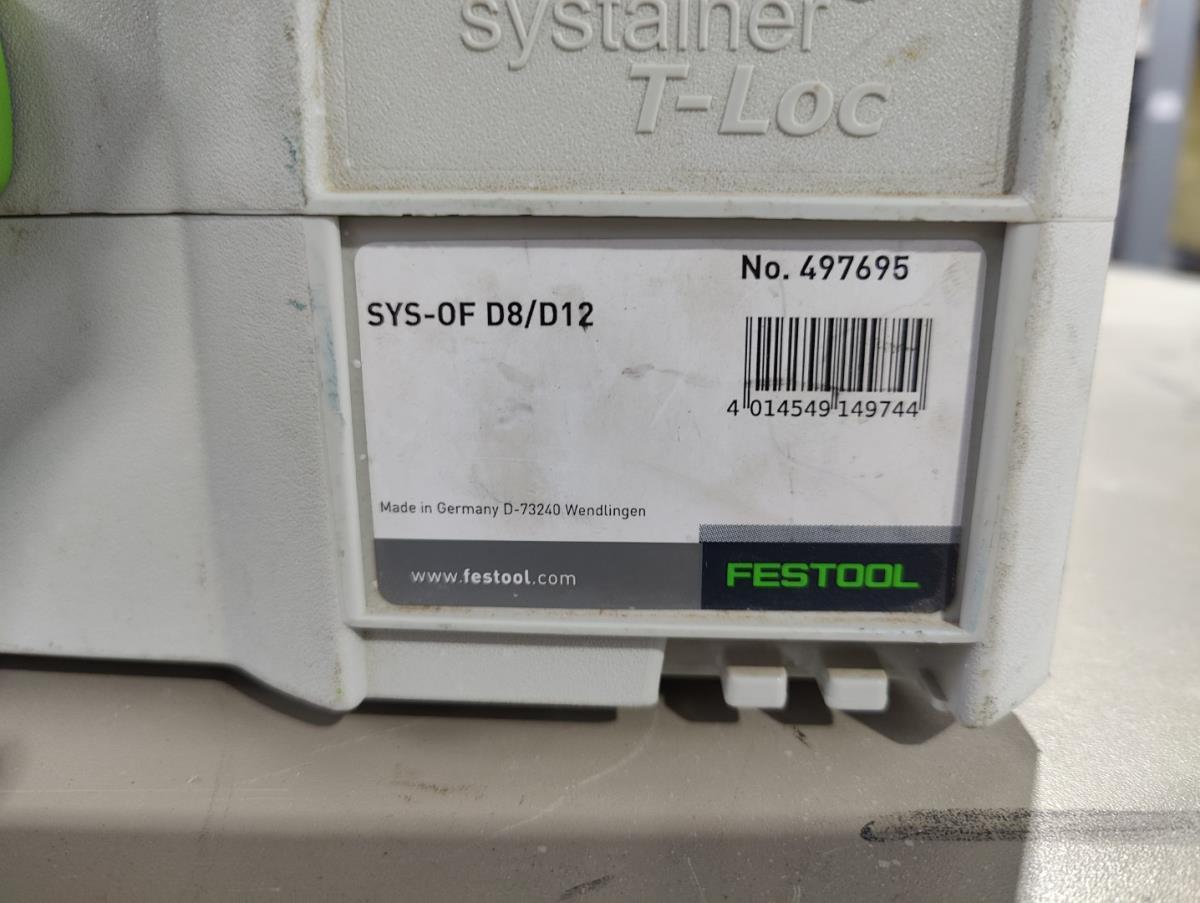 systainer
T-Loc
No. 497695
SYS-OF D8/D12
4 014549 149744
Made in Germany D-73240 Wendlingen
www.festool.com
FESTOOL